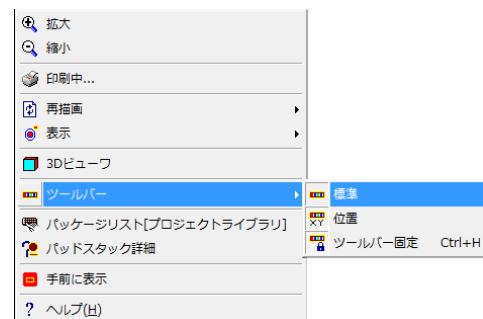 拡大
縮小
印刷中...
再描画
表示
3Dビューワ
ツールバー
標準
XY 位置
ツールバー固定 Ctrl+H
パッケージリスト[プロジェクトライブラリ]
パッドスタック詳細
手前に表示
? ヘルプ(H)